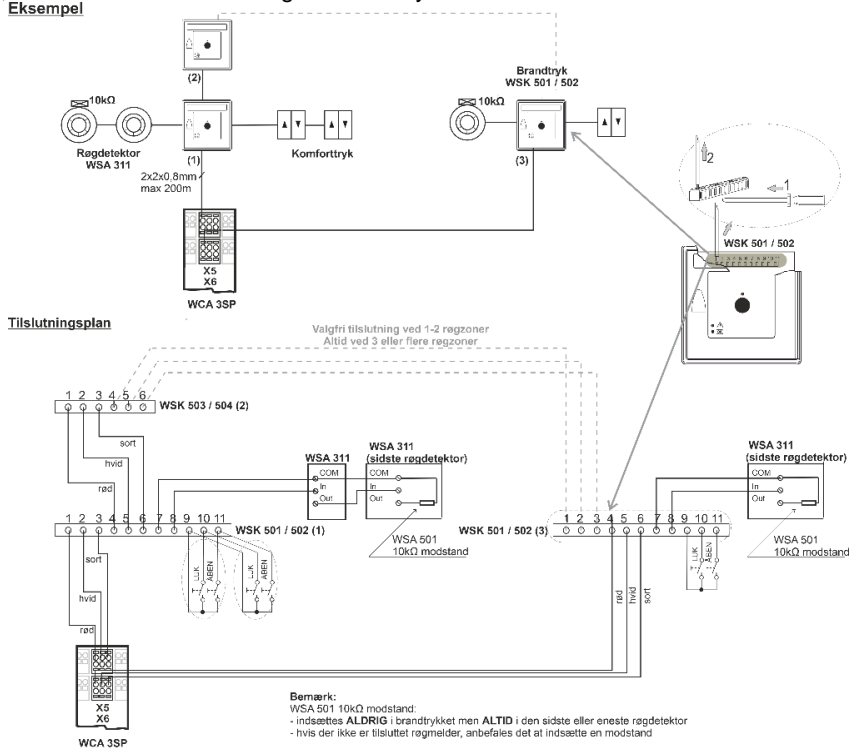 Eksempel
(2)
10kΩ
Røgdetektor
WSA 311
(1)
Komforttryk
2x2x0,8mm
max 200m
X5
X6
WCA 3SP
Brandtryk
WSK 501 / 502
10kΩ
(3)
2
1
WSK 501 / 502
Tilslutningsplan
Valgfri tilslutning ved 1-2 røgzoner
Altid ved 3 eller flere røgzoner
1 2 3 4 5 6
WSK 503 / 504 (2)
sort
hvid
rød
WSA 311
COM
In
Out
WSA 311
(sidste røgdetektor)
COM
In
Out
WSA 501
10kΩ modstand
1 2 3 4 5 6 7 8 9 10 11
WSK 501 / 502 (1)
sort
hvid
rød
LUK
ÅBEN
LUK
ÅBEN
WSK 501 / 502 (3)
1 2 3 4 5 6 7 8 9 10 11
rød
hvid
sort
LUK
ÅBEN
WSA 311
(sidste røgdetektor)
COM
In
Out
WSA 501
10kΩ modstand
X5
X6
WCA 3SP
Bemærk:
WSA 501 10kΩ modstand:
- indsættes ALDRIG i brandtrykket men ALTID i den sidste eller eneste røgdetektor
- hvis der ikke er tilsluttet røgmelder, anbefales det at indsætte en modstand